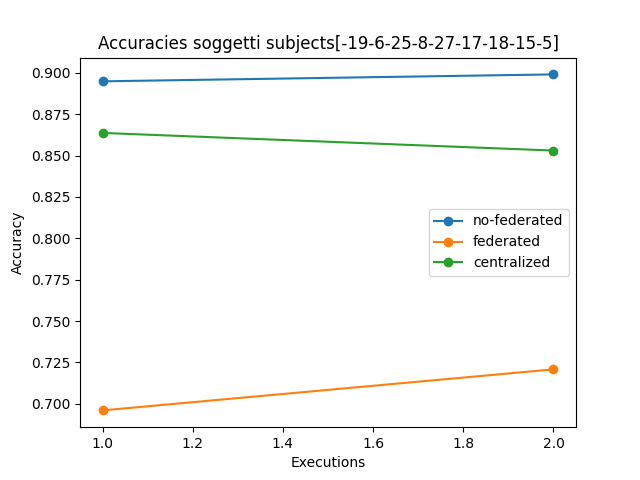 Accuracies soggetti subjects[-19-6-25-8-27-17-18-15-5]
0.900
0.875
0.850
0.825
0.800
0.775
0.750
0.725
0.700
Accuracy
no-federated
federated
centralized
1.0 1.2 1.4 1.6 1.8 2.0
Executions